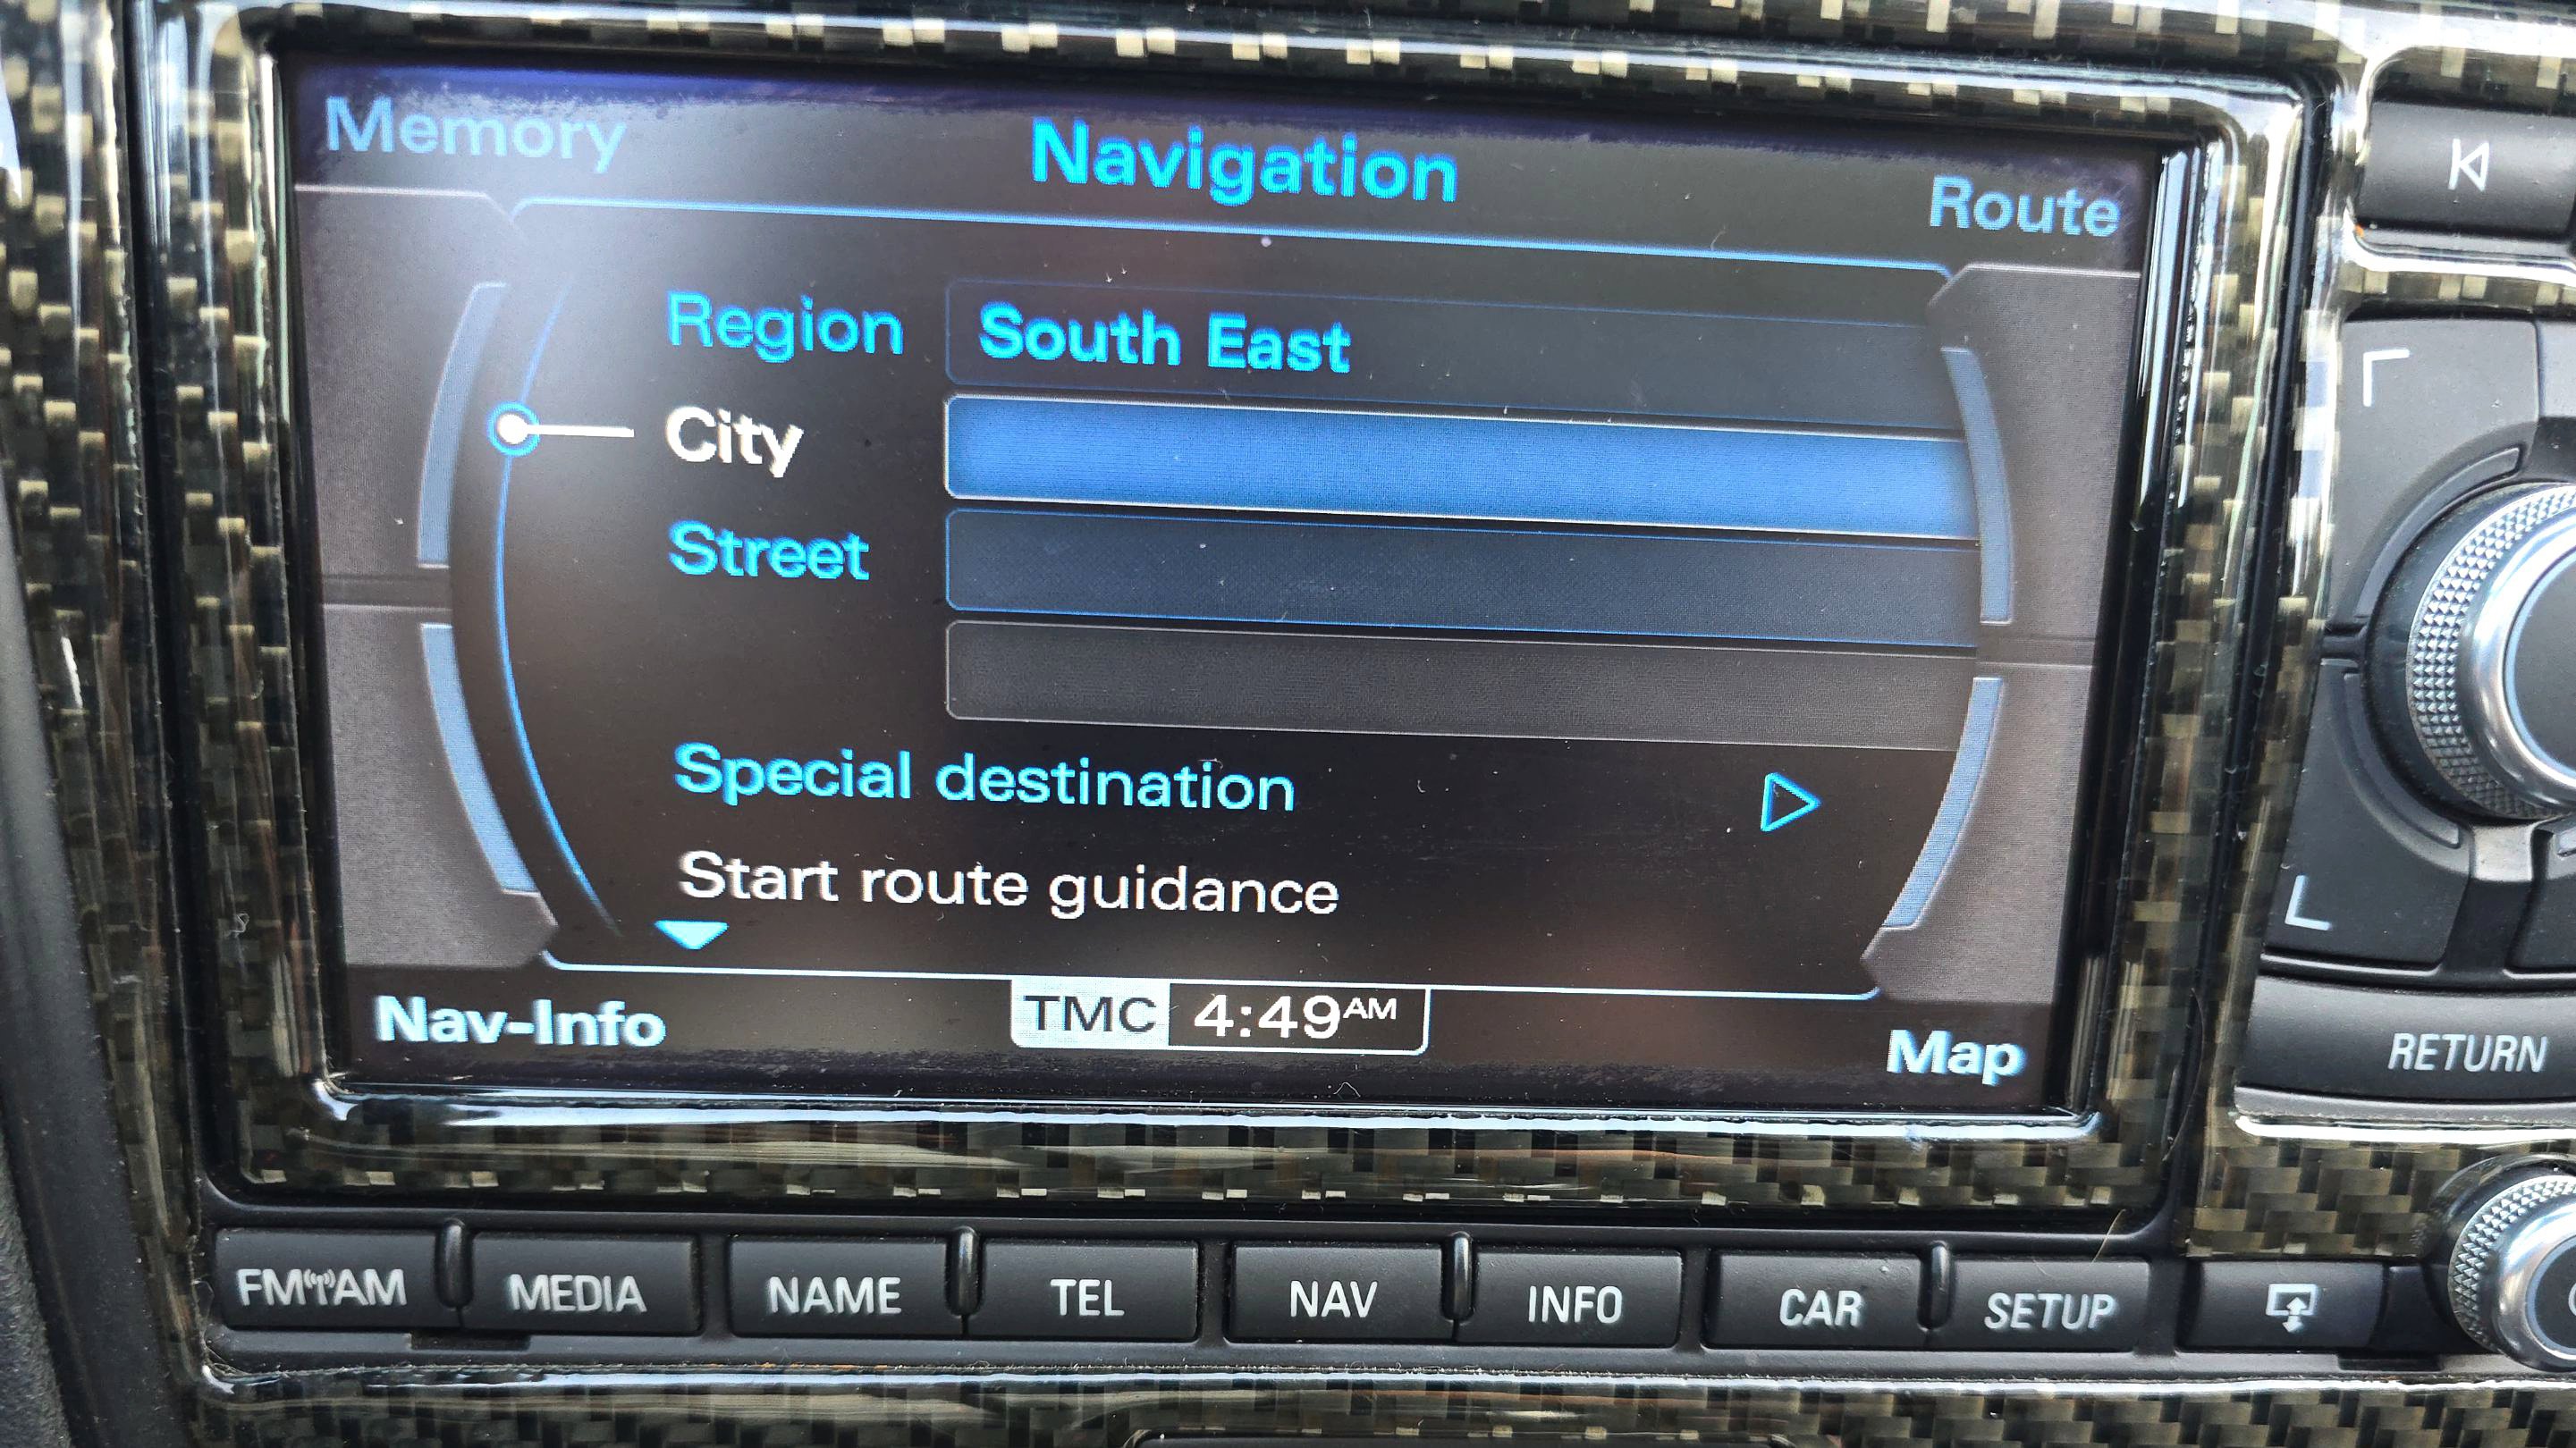 Memory
Navigation
Route
Region South East
City
Street
Special destination
Start route guidance
Nav-Info
TMC 4:49AM
Map
RETURN
FM AM MEDIA NAME TEL NAV INFO CAR SETUP